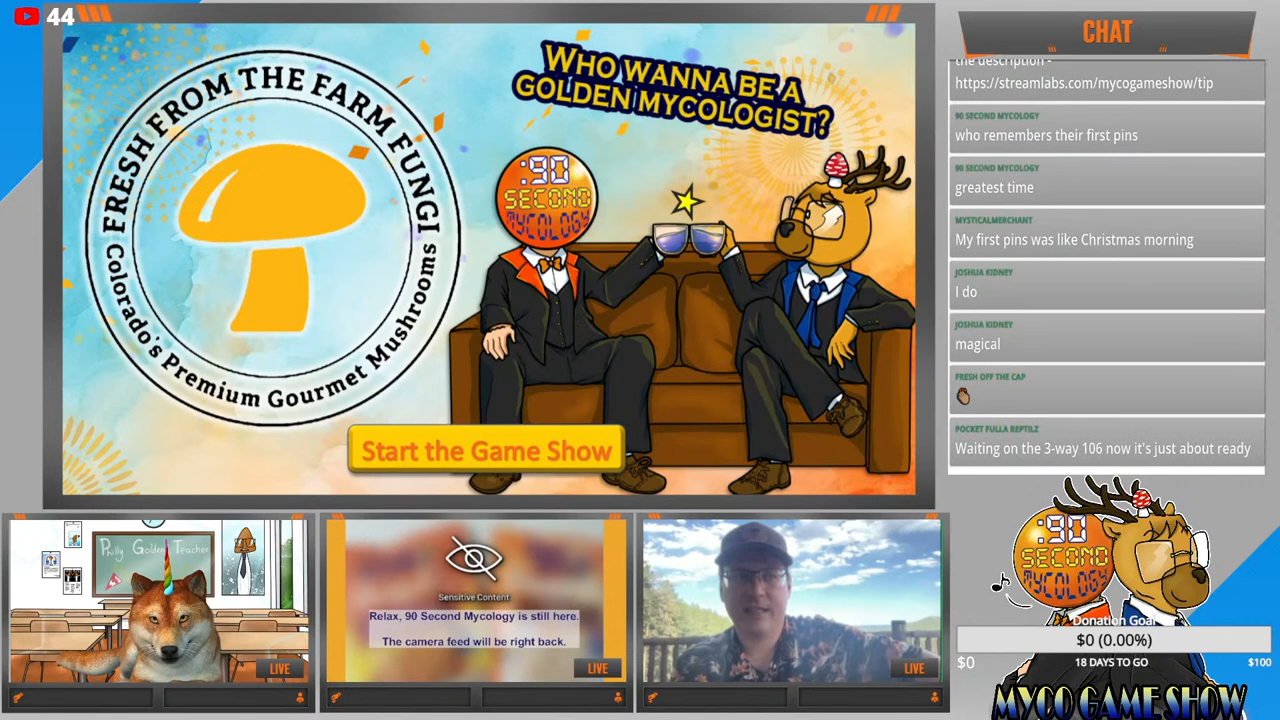 44
FRESH FROM THE FARM FUNGI
Colorado's Premium Gourmet Mushrooms
WHO WANNA BE A
GOLDEN MYCOLOGIST?
:90
SECOND
MYCOLOGY
Start the Game Show
CHAT
the description -
https://streamlabs.com/mycogameshow/tip
90 SECOND MYCOLOGY
who remembers their first pins
90 SECOND MYCOLOGY
greatest time
MYSTICALMERCHANT
My first pins was like Christmas morning
JOSHUA KIDNEY
I do
JOSHUA KIDNEY
magical
FRESH OFF THE CAP
POCKET FULLA REPTILZ
Waiting on the 3-way 106 now it's just about ready
Philly Golden Teacher
LIVE
Sensitive Content
Relax, 90 Second Mycology is still here.
The camera feed will be right back.
LIVE
LIVE
:90
SECOND
MYCOLOGY
Donation Goal
$0 (0.00%)
$0
18 DAYS TO GO
$100
MYCO GAME SHOW